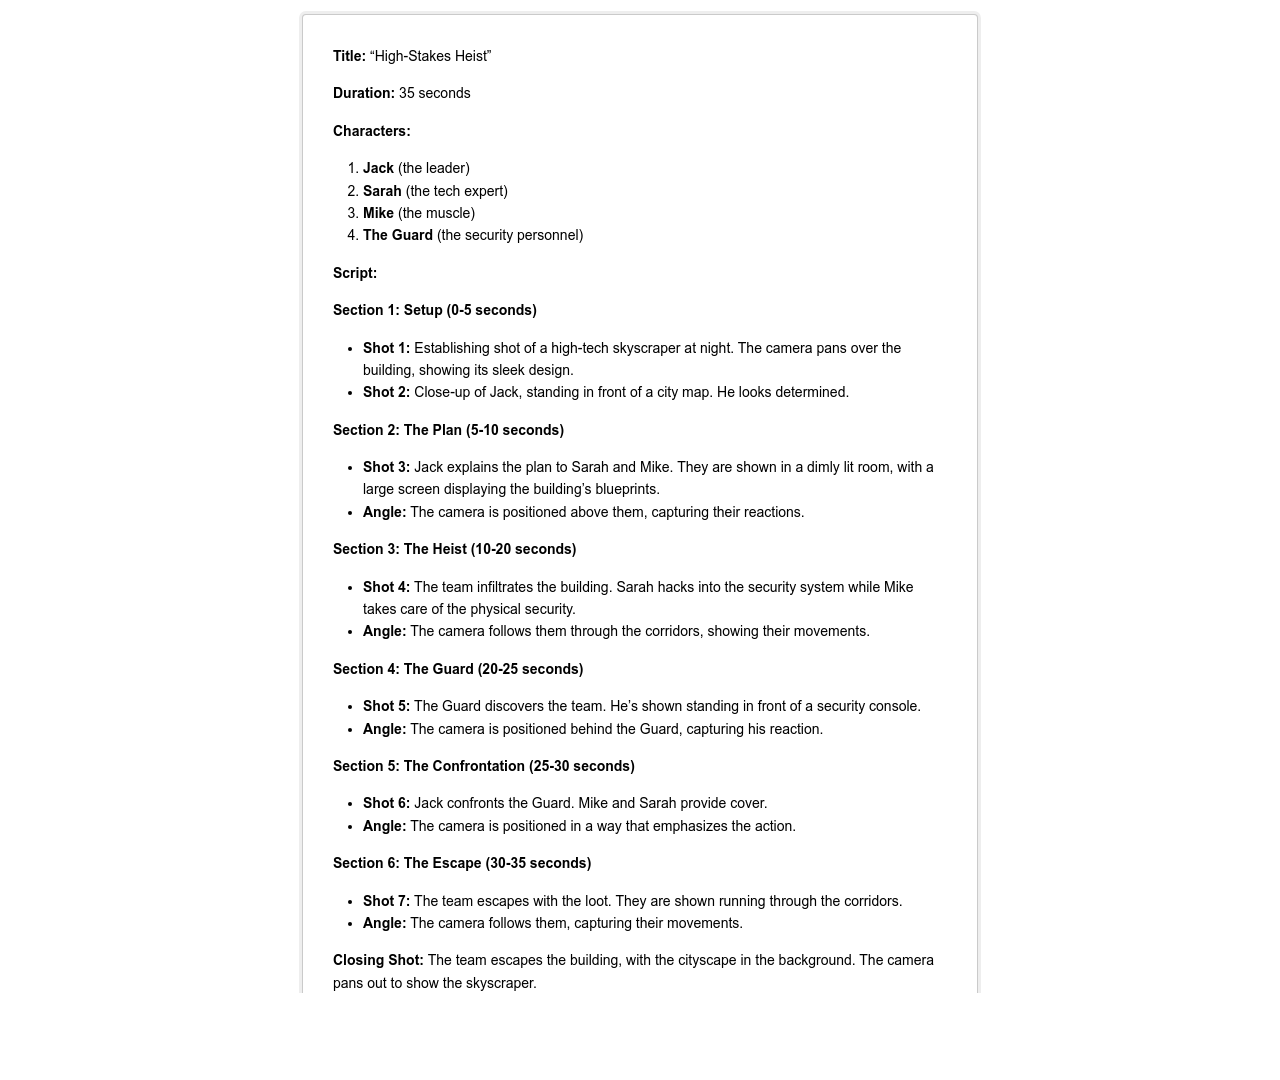 Title: “High-Stakes Heist”
Duration: 35 seconds
Characters:
1. Jack (the leader)
2. Sarah (the tech expert)
3. Mike (the muscle)
4. The Guard (the security personnel)
Script:
Section 1: Setup (0-5 seconds)
• Shot 1: Establishing shot of a high-tech skyscraper at night. The camera pans over the
building, showing its sleek design.
• Shot 2: Close-up of Jack, standing in front of a city map. He looks determined.
Section 2: The Plan (5-10 seconds)
• Shot 3: Jack explains the plan to Sarah and Mike. They are shown in a dimly lit room, with a
large screen displaying the building’s blueprints.
• Angle: The camera is positioned above them, capturing their reactions.
Section 3: The Heist (10-20 seconds)
• Shot 4: The team infiltrates the building. Sarah hacks into the security system while Mike
takes care of the physical security.
• Angle: The camera follows them through the corridors, showing their movements.
Section 4: The Guard (20-25 seconds)
• Shot 5: The Guard discovers the team. He’s shown standing in front of a security console.
• Angle: The camera is positioned behind the Guard, capturing his reaction.
Section 5: The Confrontation (25-30 seconds)
• Shot 6: Jack confronts the Guard. Mike and Sarah provide cover.
• Angle: The camera is positioned in a way that emphasizes the action.
Section 6: The Escape (30-35 seconds)
• Shot 7: The team escapes with the loot. They are shown running through the corridors.
• Angle: The camera follows them, capturing their movements.
Closing Shot: The team escapes the building, with the cityscape in the background. The camera
pans out to show the skyscraper.